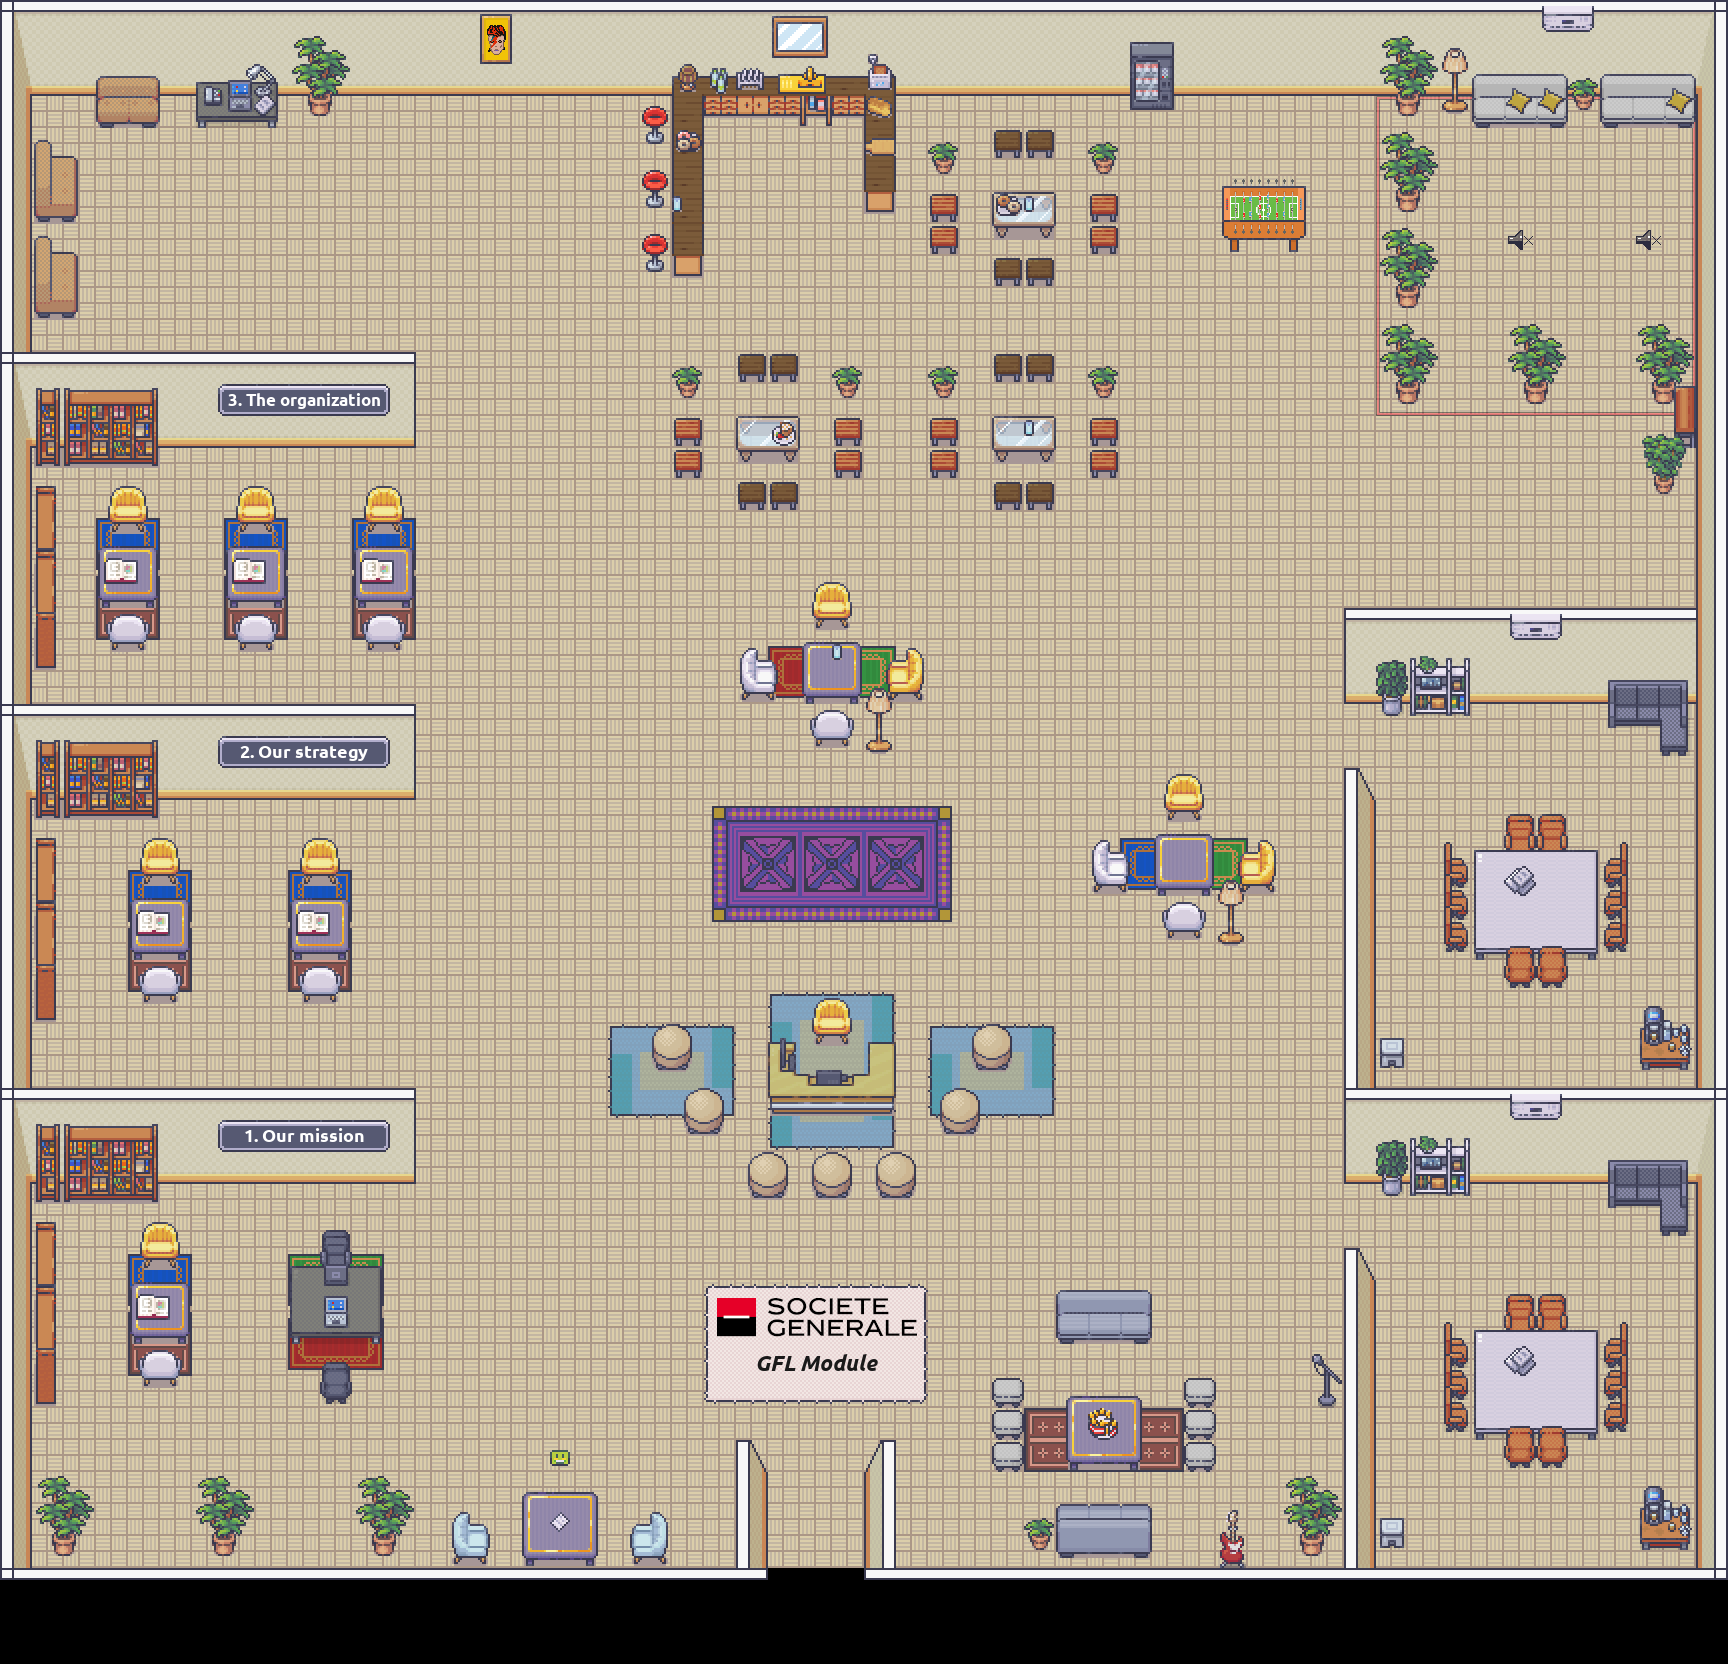 3. The organization
2. Our strategy
1. Our mission
SOCIETE
GENERALE
GFL Module